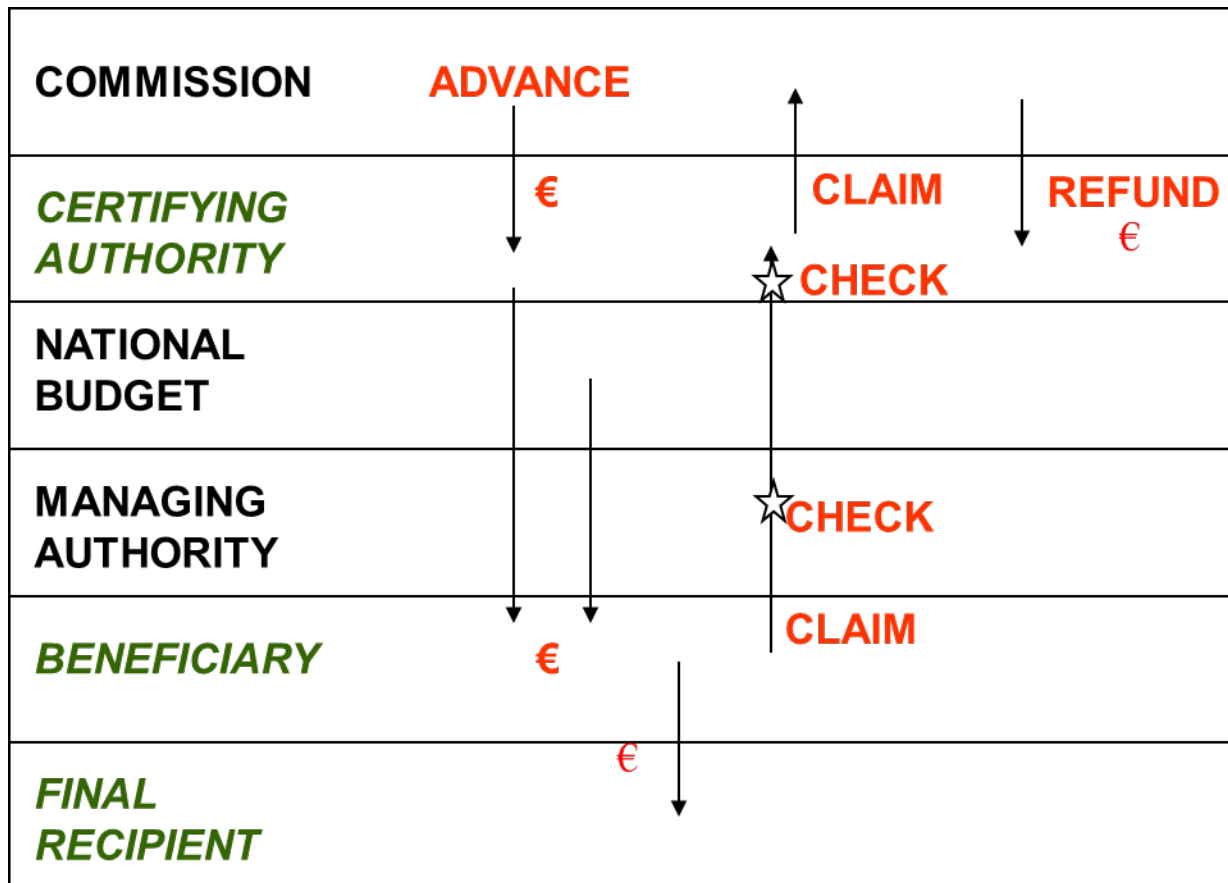 COMMISSION
ADVANCE
CERTIFYING
AUTHORITY
€
CLAIM
REFUND
€
CHECK
NATIONAL
BUDGET
MANAGING
AUTHORITY
CHECK
BENEFICIARY
€
CLAIM
€
FINAL
RECIPIENT